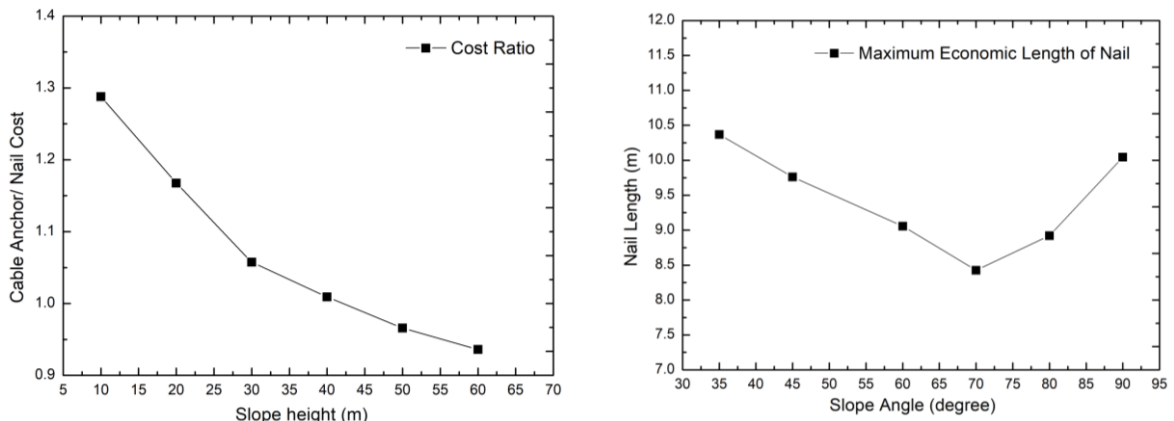 1.4
1.3
1.2
1.1
1.0
0.9
Cable Anchor/ Nail Cost
Cost Ratio
5 10 15 20 25 30 35 40 45 50 55 60 65 70
Slope height (m)
12.0
11.5
11.0
10.5
10.0
9.5
9.0
8.5
8.0
7.5
7.0
Nail Length (m)
Maximum Economic Length of Nail
30 35 40 45 50 55 60 65 70 75 80 85 90 95
Slope Angle (degree)